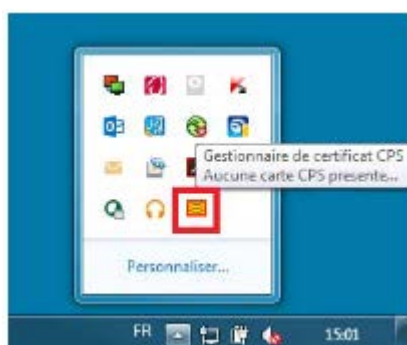 Gestionnaire de certificat CPS
Aucune carte CPS presente...
Personnaliser...
FR
15:01